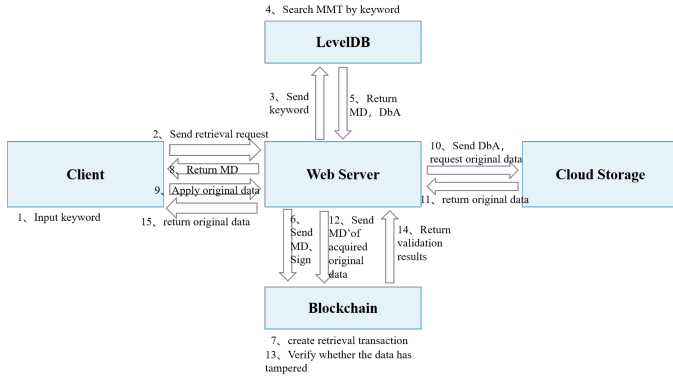 4、Search MMT by keyword
LevelDB
3、Send
keyword
5、Return
MD, DbA
2、Send retrieval request
10、Send DbA,
request original data
8、Return MD
Client
Web Server
Cloud Storage
9、Apply original data
11、return original data
1、Input keyword
15、return original data
6、
Send
MD、
Sign
12、Send
MD'of
acquired
original
data
14、Return
validation
results
Blockchain
7、create retrieval transaction
13、Verify whether the data has
tampered